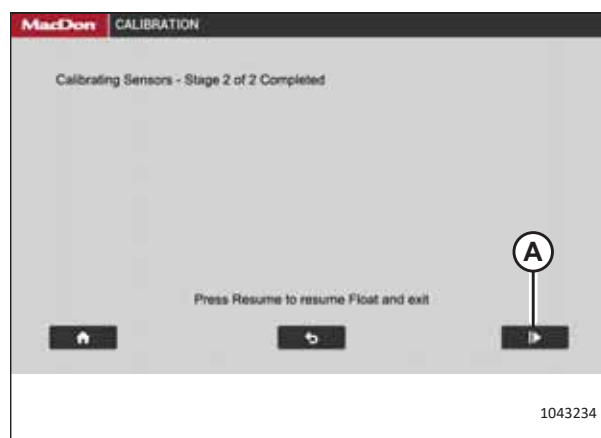 MacDon CALIBRATION
Calibrating Sensors - Stage 2 of 2 Completed
A
Press Resume to resume Float and exit
1043234